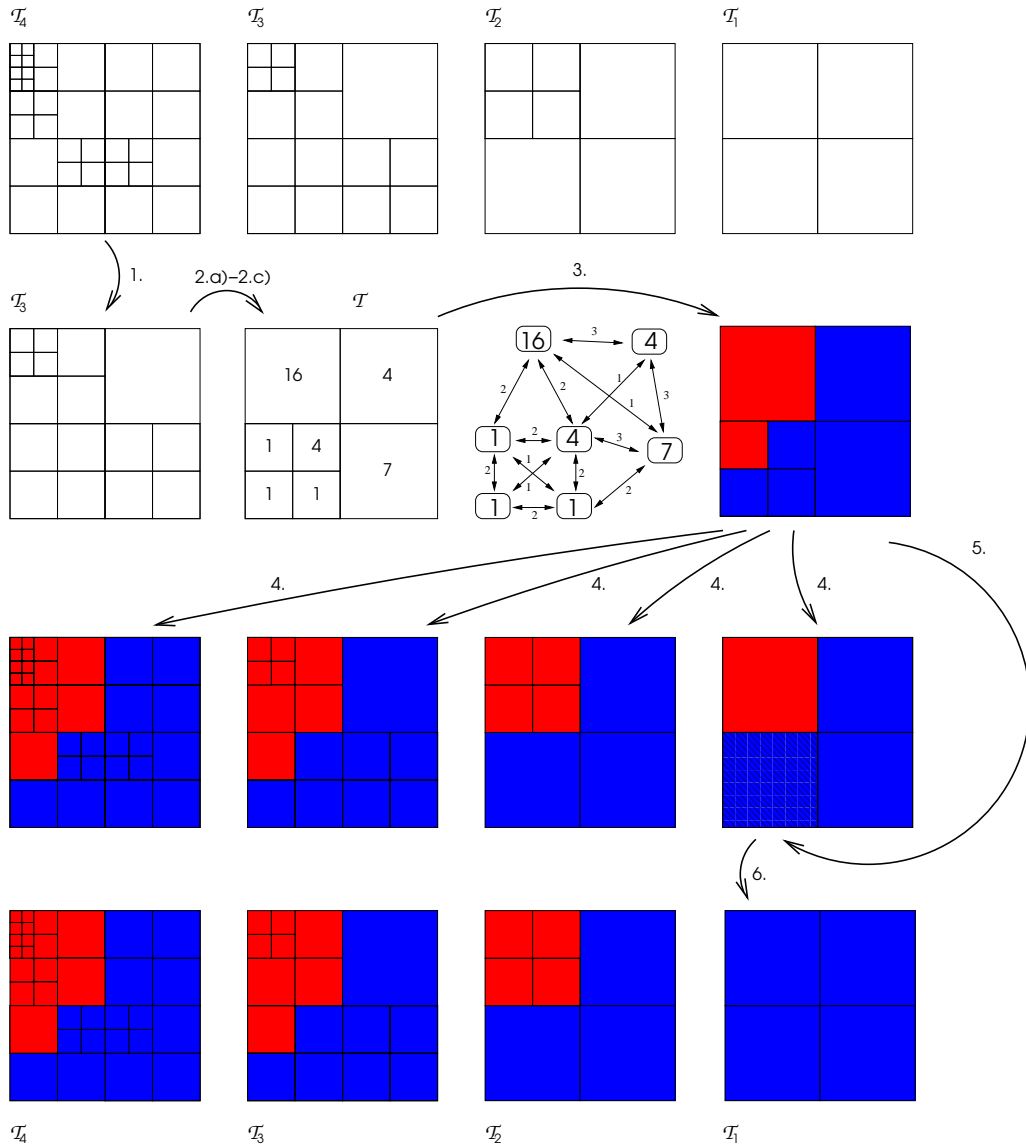 𝒯4 𝒯3 𝒯2 𝒯1
1. 2.a)–2.c) 3.
𝒯3 𝒯
16 4
1 4 7
1 1
16 3 4
2 2 1 1 3
1 2 4 3 7
2 1 1 2 2
1 2 1
4. 4. 4. 4. 5.
6.
𝒯4 𝒯3 𝒯2 𝒯1